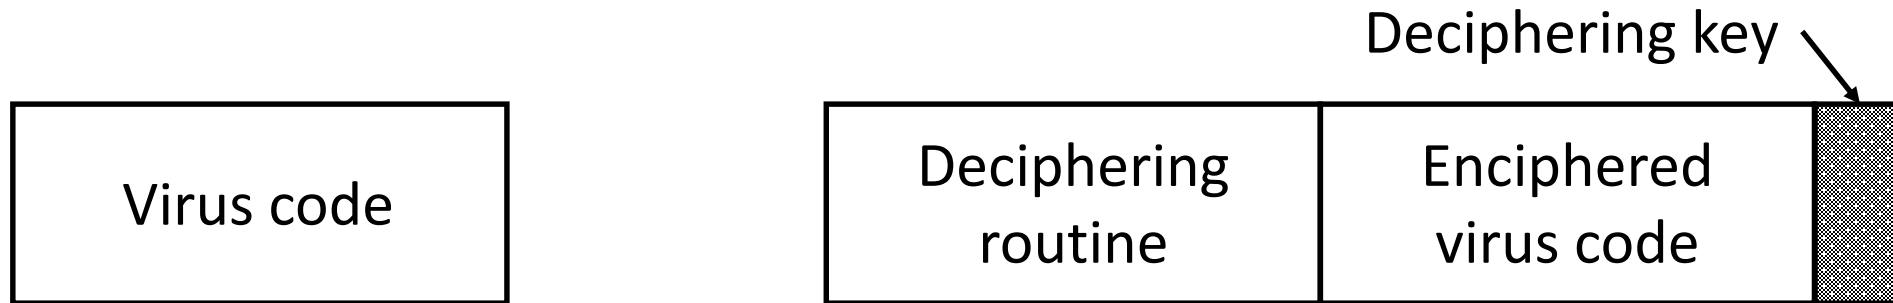 Deciphering key
Virus code
Deciphering
routine
Enciphered
virus code